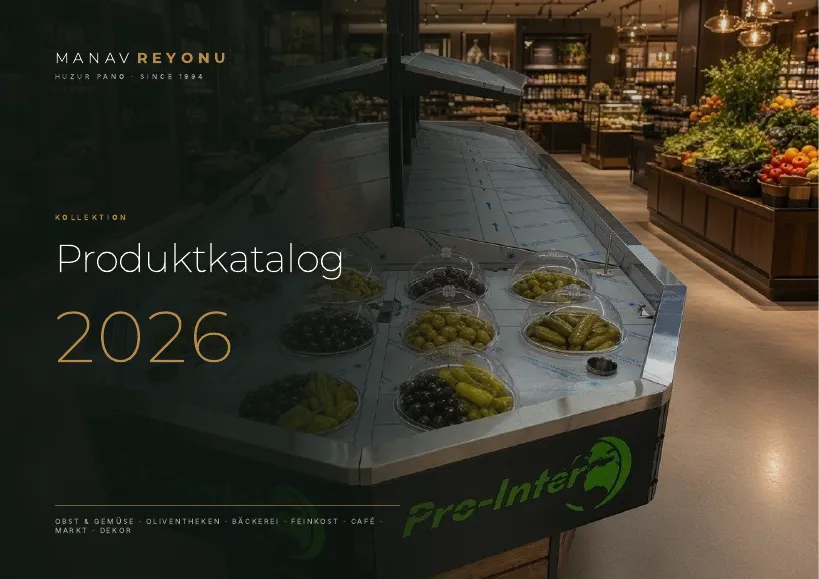 MANAV REYONU
HUZUR PANO · SINCE 1994
KOLLEKTION
Produktkatalog
2026
Pro-Inter
OBST & GEMÜSE · OLIVENTHEKEN · BÄCKEREI · FEINKOST · CAFÉ ·
MARKT · DEKOR